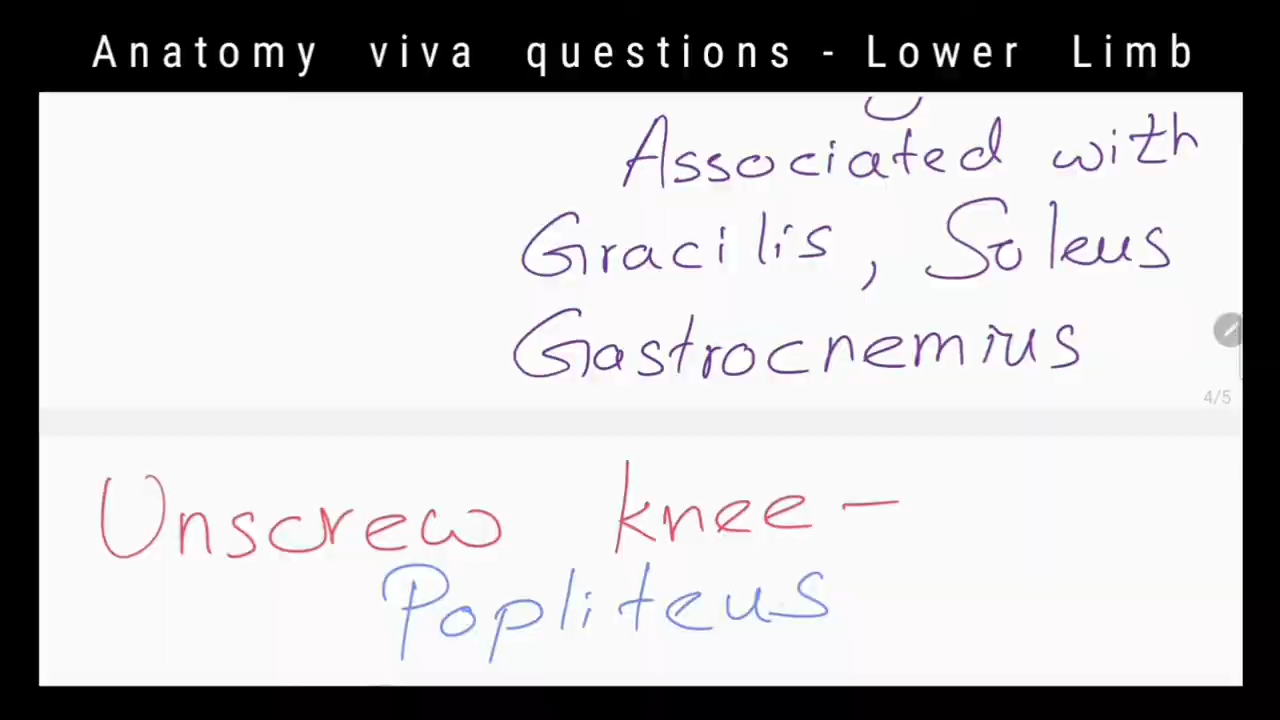 Anatomy viva questions - Lower Limb
Associated with
Gracilis, Soleus
Gastrocnemius
4/5
Unscrew knee -
Popliteus